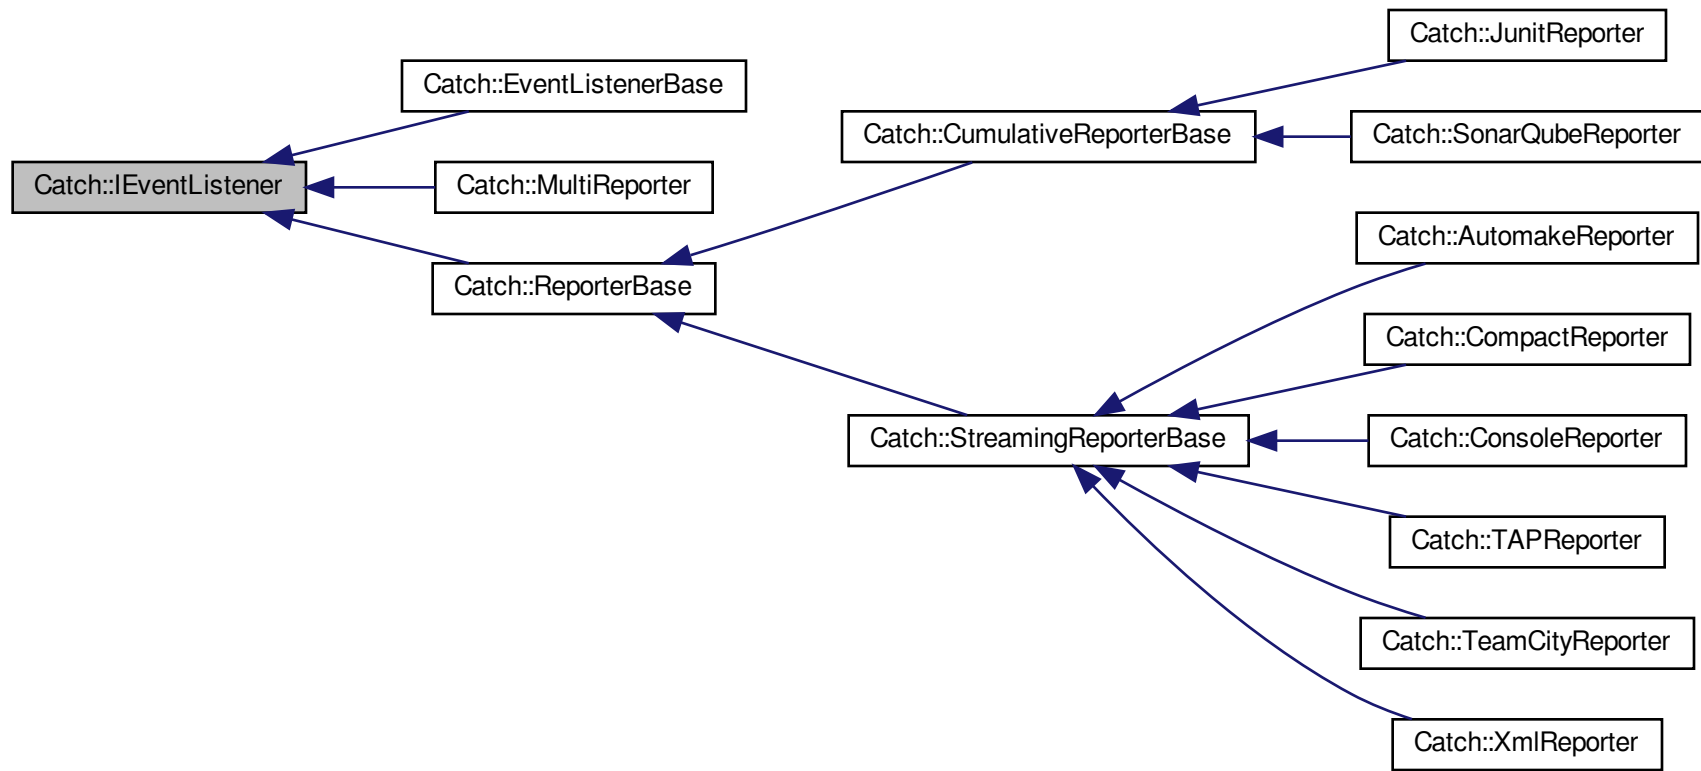 Catch::IEventListener
Catch::EventListenerBase
Catch::MultiReporter
Catch::ReporterBase
Catch::CumulativeReporterBase
Catch::StreamingReporterBase
Catch::JunitReporter
Catch::SonarQubeReporter
Catch::AutomakeReporter
Catch::CompactReporter
Catch::ConsoleReporter
Catch::TAPReporter
Catch::TeamCityReporter
Catch::XmlReporter